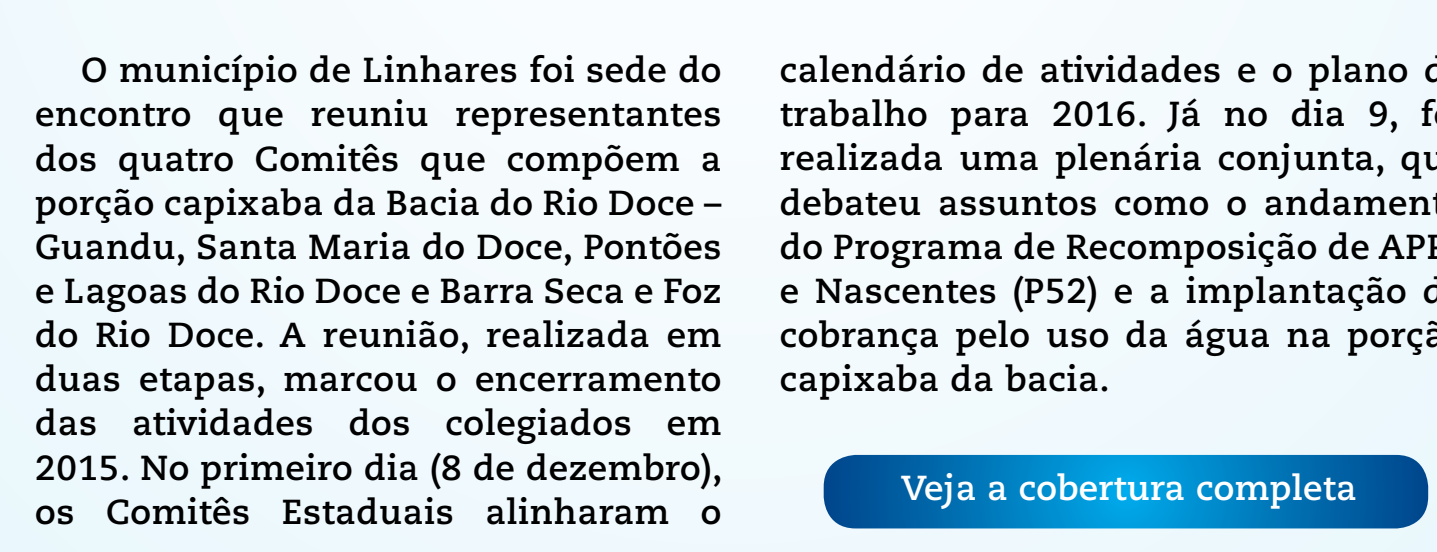 O município de Linhares foi sede do
encontro que reuniu representantes
dos quatro Comitês que compõem a
porção capixaba da Bacia do Rio Doce –
Guandu, Santa Maria do Doce, Pontões
e Lagoas do Rio Doce e Barra Seca e Foz
do Rio Doce. A reunião, realizada em
duas etapas, marcou o encerramento
das atividades dos colegiados em
2015. No primeiro dia (8 de dezembro),
os Comitês Estaduais alinharam o
calendário de atividades e o plano
trabalho para 2016. Já no dia 9,
realizada uma plenária conjunta,
debateu assuntos como o
do Programa de Recomposição de
e Nascentes (P52) e a implantação
cobrança pelo uso da água na
capixaba da bacia.
Veja a cobertura completa